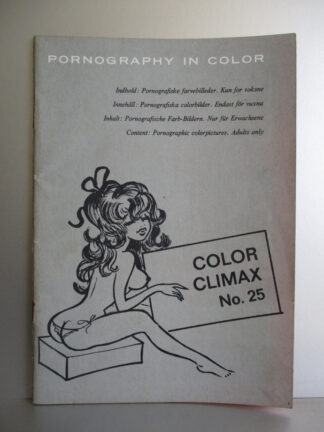 PORNOGRAPHY IN COLOR
Indhold: Pornografiske farvebilleder. Kun for voksne
Innehåll: Pornografiska colorbilder. Endast för vuxna
Inhalt: Pornografische Farb-Bildern. Nur für Erwachsene
Content: Pornographic colorpictures. Adults only
COLOR
CLIMAX
No. 25